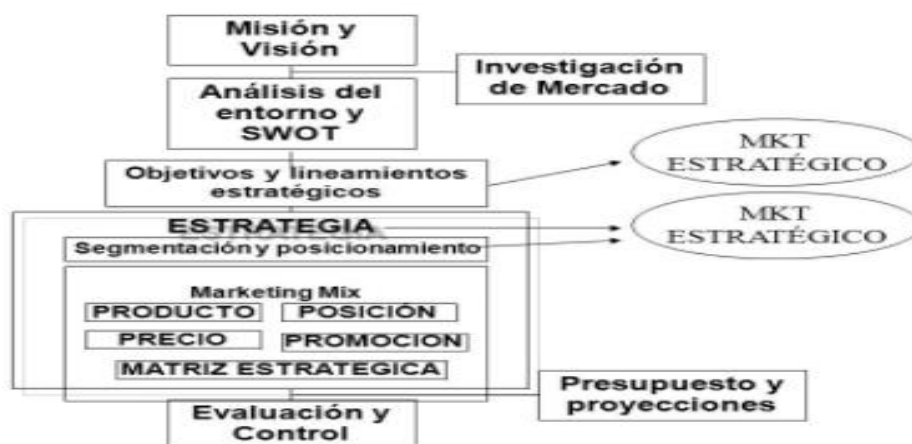 Misión y
Visión
Investigación
de Mercado
Análisis del
entorno y
SWOT
MKT
ESTRATÉGICO
Objetivos y lineamientos
estratégicos
MKT
ESTRATÉGICO
ESTRATEGIA
Segmentación y posicionamiento
Marketing Mix
PRODUCTO
POSICIÓN
PRECIO
PROMOCION
MATRIZ ESTRATEGICA
Presupuesto y
proyecciones
Evaluación y
Control